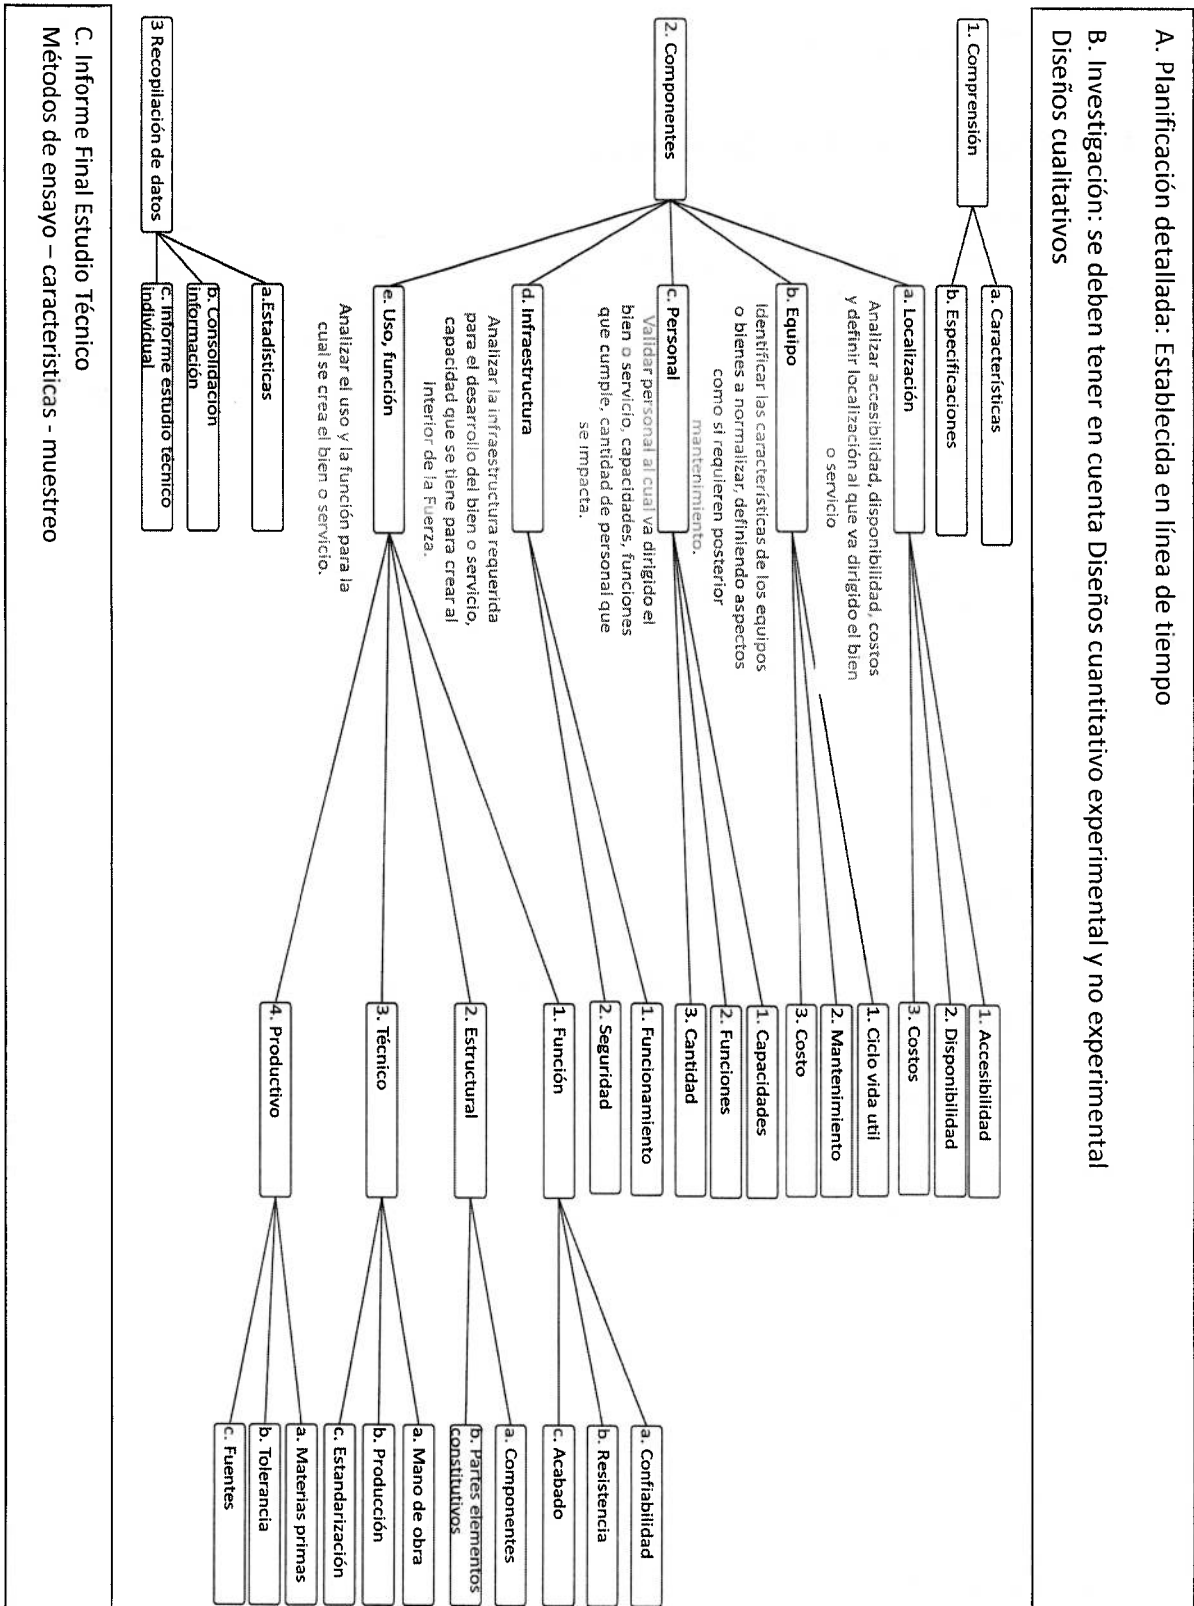 A. Planificación detallada: Establecida en línea de tiempo
B. Investigación: se deben tener en cuenta Diseños cuantitativo experimental y no experimental
Diseños cualitativos
1. Comprensión
a. Características
b. Especificaciones
2. Componentes
a. Localización
Analizar accesibilidad, disponibilidad, costos
y definir localización al que va dirigido el bien
o servicio
1. Accesibilidad
2. Disponibilidad
3. Costos
b. Equipo
Identificar las características de los equipos
o bienes a normalizar, definiendo aspectos
como si requieren posterior
mantenimiento.
1. Ciclo vida util
2. Mantenimiento
3. Costo
c. Personal
Validar personal al cual va dirigido el
bien o servicio, capacidades, funciones
que cumple, cantidad de personal que
se impacta.
1. Capacidades
2. Funciones
3. Cantidad
d. Infraestructura
Analizar la infraestructura requerida
para el desarrollo del bien o servicio,
capacidad que se tiene para crear al
interior de la Fuerza.
1. Funcionamiento
2. Seguridad
e. Uso, función
Analizar el uso y la función para la
cual se crea el bien o servicio.
1. Función
a. Confiabilidad
b. Resistencia
c. Acabado
2. Estructural
a. Componentes
b. Partes elementos
constitutivos
3. Técnico
a. Mano de obra
b. Producción
c. Estandarización
4. Productivo
a. Materias primas
b. Tolerancia
c. Fuentes
3 Recopilación de datos
a.Estadísticas
b. Consolidación
información
c. Informe estudio técnico
individual
C. Informe Final Estudio Técnico
Métodos de ensayo – caracteristicas - muestreo